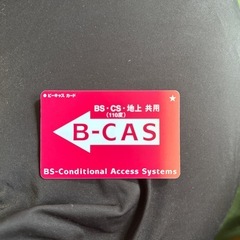 ビーキャス カード
BS・CS・地上 共用
(110度)
B-CAS
BS-Conditional Access Systems